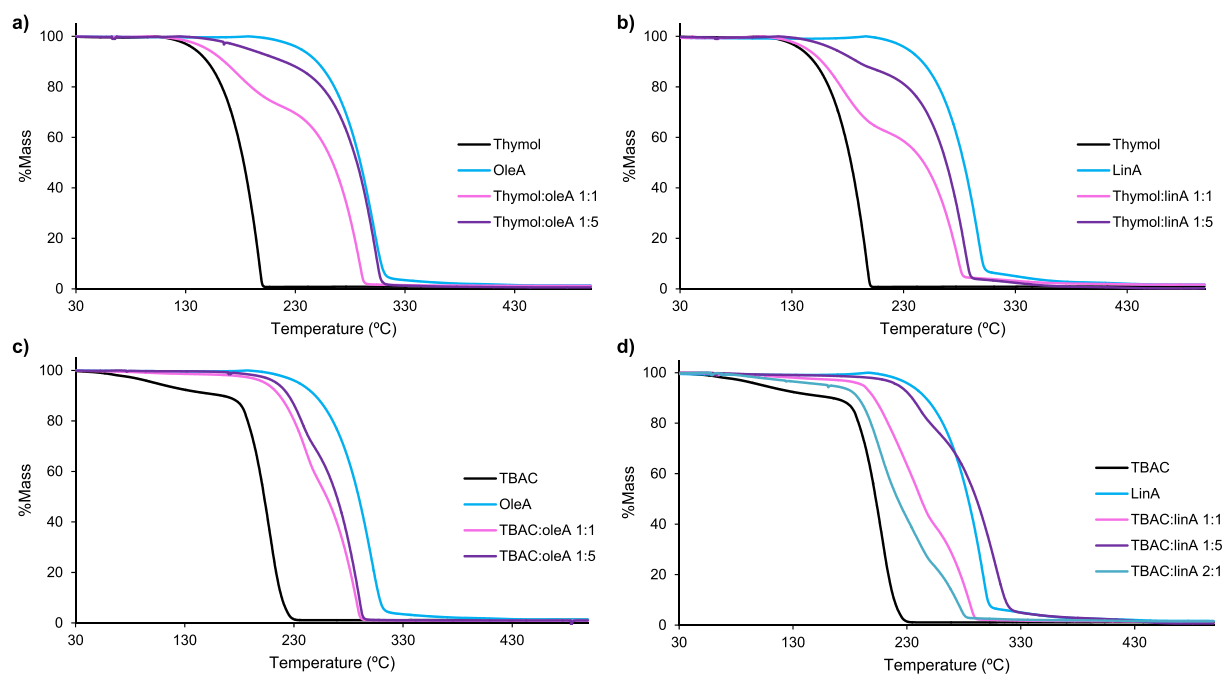 a)
100
80
60
40
20
0
%Mass
30 130 230 330 430
Temperature (ºC)
Thymol
OleA
Thymol:oleA 1:1
Thymol:oleA 1:5
b)
100
80
60
40
20
0
%Mass
30 130 230 330 430
Temperature (ºC)
Thymol
LinA
Thymol:linA 1:1
Thymol:linA 1:5
c)
100
80
60
40
20
0
%Mass
30 130 230 330 430
Temperature (ºC)
TBAC
OleA
TBAC:oleA 1:1
TBAC:oleA 1:5
d)
100
80
60
40
20
0
%Mass
30 130 230 330 430
Temperature (ºC)
TBAC
LinA
TBAC:linA 1:1
TBAC:linA 1:5
TBAC:linA 2:1